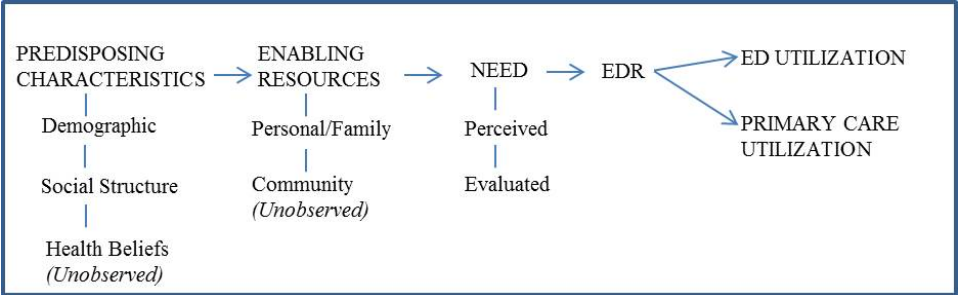 PREDISPOSING
CHARACTERISTICS
Demographic
Social Structure
Health Beliefs
(Unobserved)
ENABLING
RESOURCES
Personal/Family
Community
(Unobserved)
NEED
Perceived
Evaluated
EDR
ED UTILIZATION
PRIMARY CARE
UTILIZATION